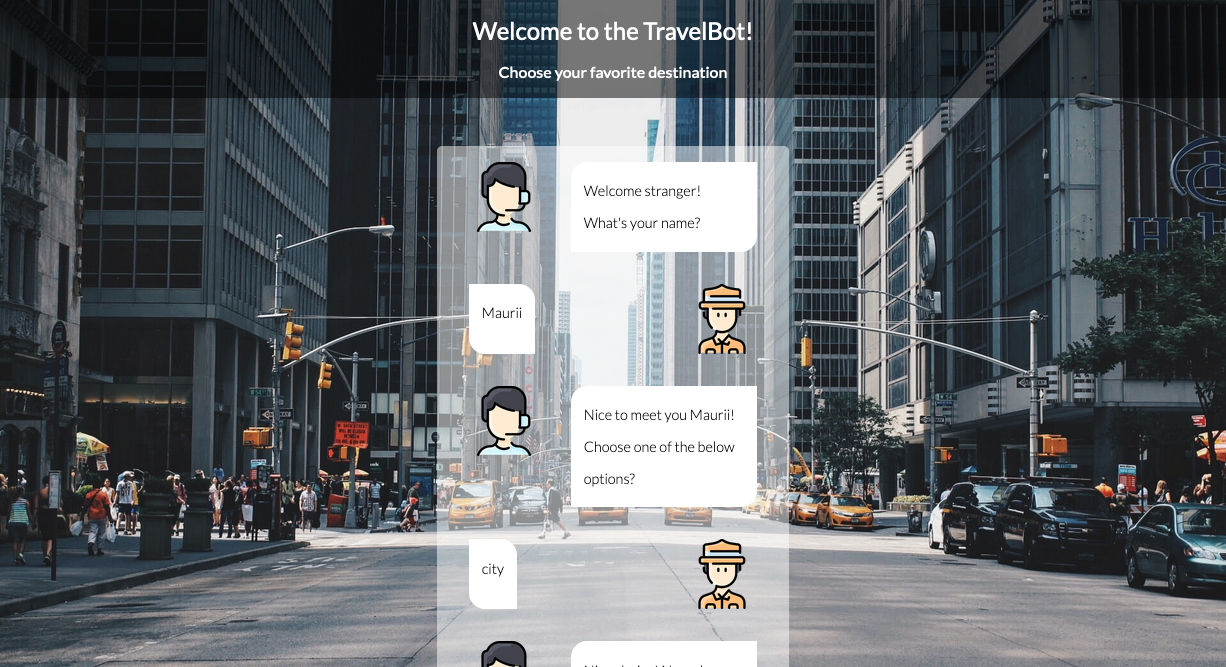 Welcome to the TravelBot!
Choose your favorite destination
Welcome stranger!
What's your name?
Maurii
Nice to meet you Maurii!
Choose one of the below
options?
city